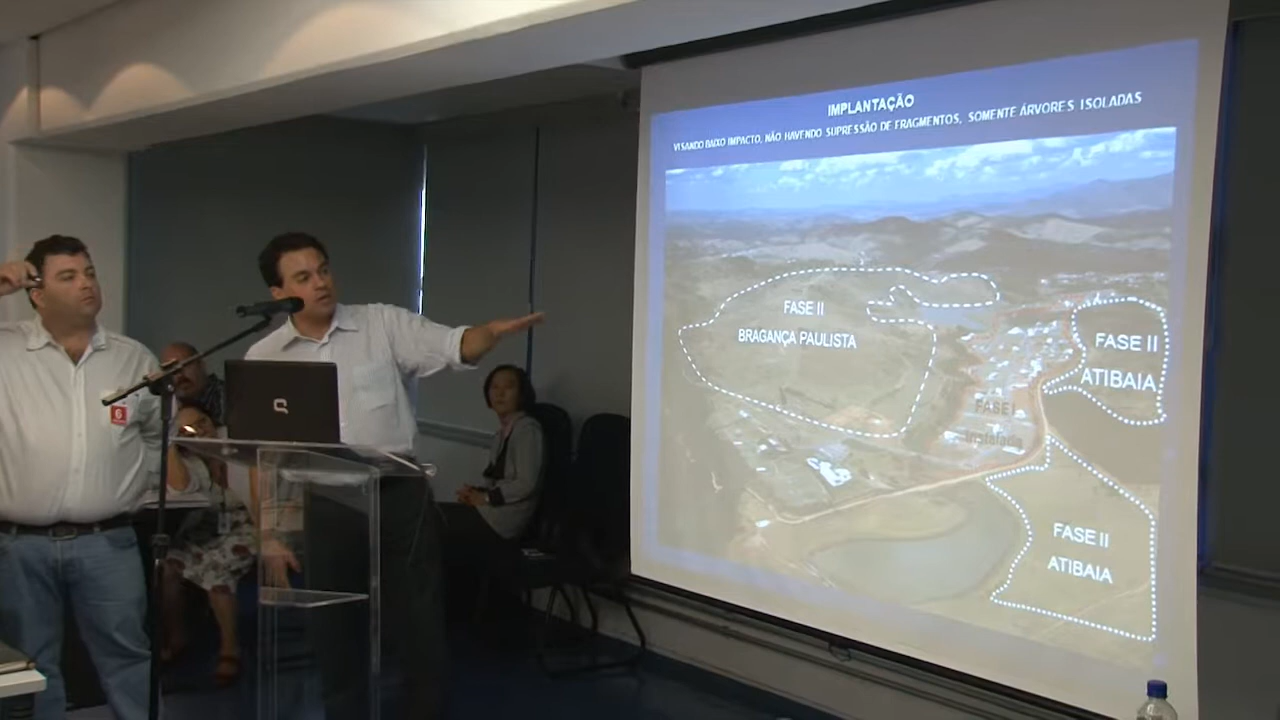 IMPLANTAÇÃO
VISANDO BAIXO IMPACTO, NÃO HAVENDO SUPRESSÃO DE FRAGMENTOS, SOMENTE ÁRVORES ISOLADAS
FASE II
BRAGANÇA PAULISTA
FASE II
ATIBAIA
FASE I
Instalada
FASE II
ATIBAIA
6